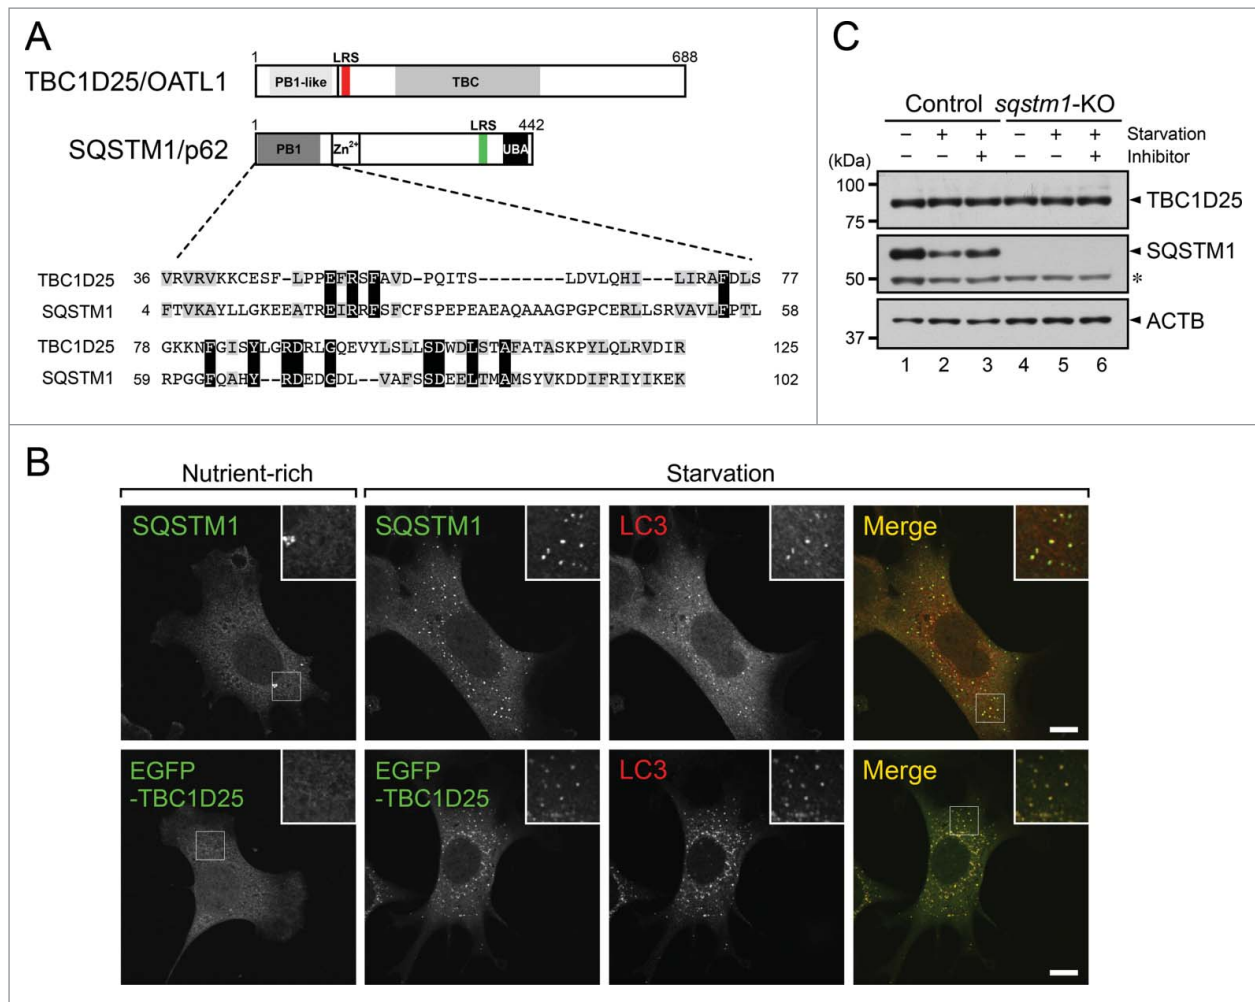 A
1 LRS 688
TBC1D25/OATL1 PB1-like TBC
1 LRS 442
SQSTM1/p62 PB1 Zn2+ UBA
TBC1D25 36 VRVRVKKCESF-LPPEFRSFAVD-PQITS--------LDVLQHI---LIRAFDLS 77
SQSTM1 4 FTVKAYLLGKEEATREIRRFSFCFSPEPEAEAQAAAGPGPCERLLSRVAVLFPTL 58
TBC1D25 78 GKKNFGISYLGRDRLGQEVYLSLLSDWDLSTAFATASKPYLQLRVDIR 125
SQSTM1 59 RPGGFQAHY--RDEDGDL--VAFSSDEELTMAMSYVKDDIFRIYIKEK 102
C
Control sqstm1-KO
− + + − + + Starvation
(kDa) − − + − − + Inhibitor
100
TBC1D25
75
SQSTM1
50 *
ACTB
37
1 2 3 4 5 6
B
Nutrient-rich Starvation
SQSTM1 SQSTM1 LC3 Merge
EGFP EGFP LC3 Merge
-TBC1D25 -TBC1D25